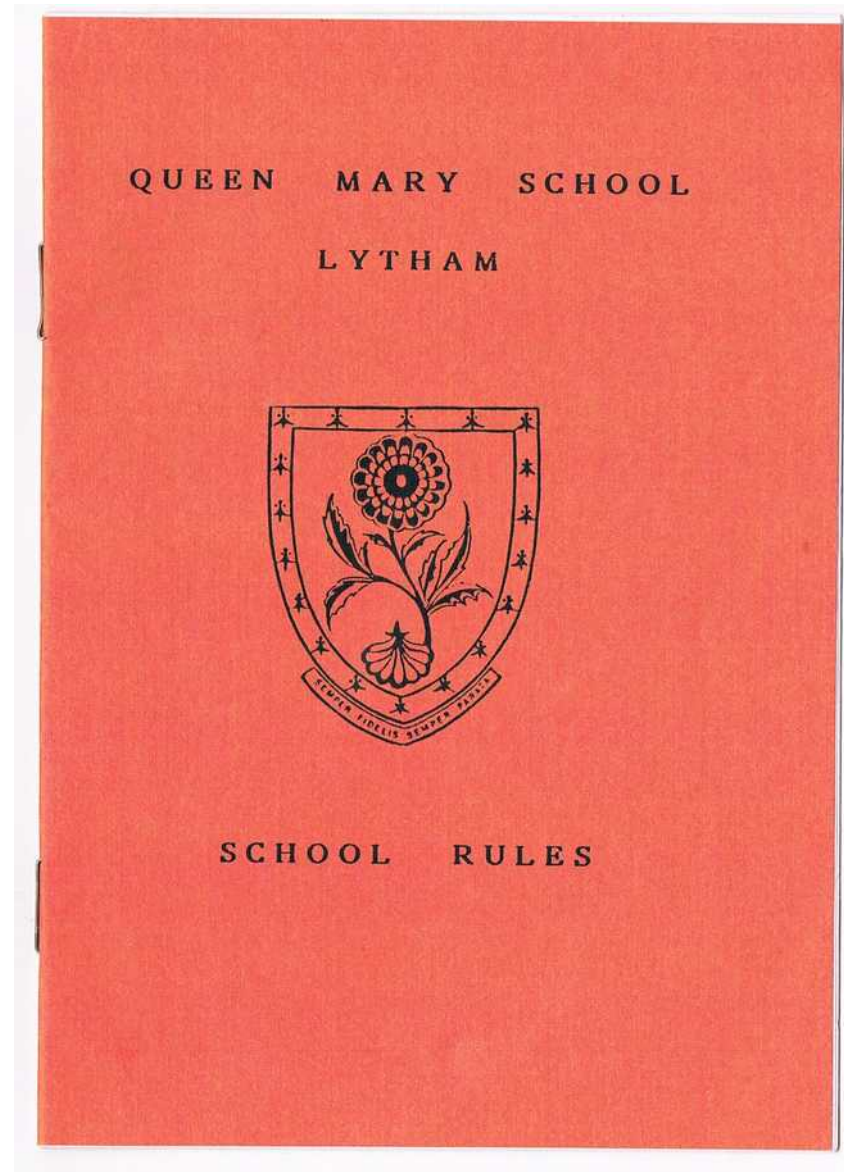 QUEEN MARY SCHOOL
LYTHAM
SEMPER FIDELIS SEMPER PARATA
SCHOOL RULES